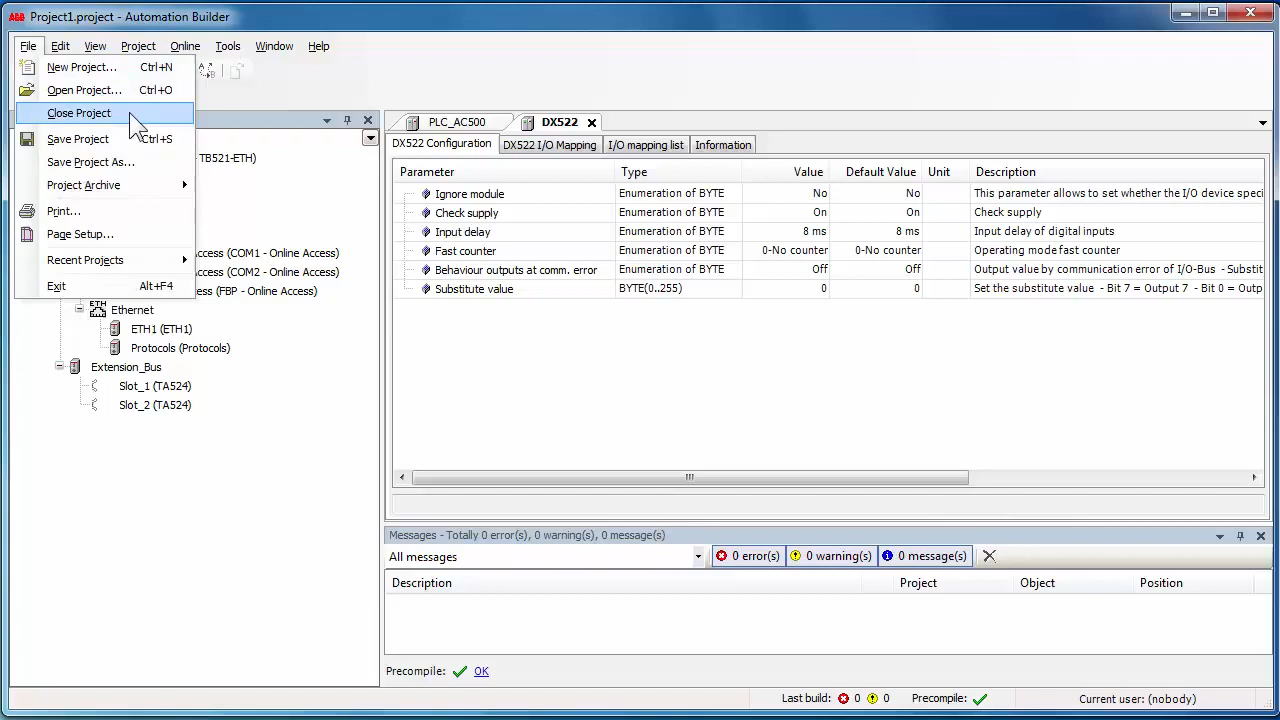 ABB Project1.project - Automation Builder
File Edit View Project Online Tools Window Help
New Project... Ctrl+N
Open Project... Ctrl+O
Close Project
Save Project Ctrl+S
Save Project As...
Project Archive
Print...
Page Setup...
Recent Projects
Exit Alt+F4
- TB521-ETH)
(COM1 - Online Access)
(COM2 - Online Access)
(FBP - Online Access)
Ethernet
ETH1 (ETH1)
Protocols (Protocols)
Extension_Bus
Slot_1 (TA524)
Slot_2 (TA524)
PLC_AC500 DX522
DX522 Configuration DX522 I/O Mapping I/O mapping list Information
Parameter Type Value Default Value Unit Description
Ignore module Enumeration of BYTE No No This parameter allows to set whether the I/O device speci
Check supply Enumeration of BYTE On On Check supply
Input delay Enumeration of BYTE 8 ms 8 ms Input delay of digital inputs
Fast counter Enumeration of BYTE 0-No counter 0-No counter Operating mode fast counter
Behaviour outputs at comm. error Enumeration of BYTE Off Off Output value by communication error of I/O-Bus - Substit
Substitute value BYTE(0..255) 0 0 Set the substitute value - Bit 7 = Output 7 - Bit 0 = Outp
Messages - Totally 0 error(s), 0 warning(s), 0 message(s)
All messages 0 error(s) 0 warning(s) 0 message(s)
Description Project Object Position
Precompile: OK
Last build: 0 0 Precompile: Current user: (nobody)